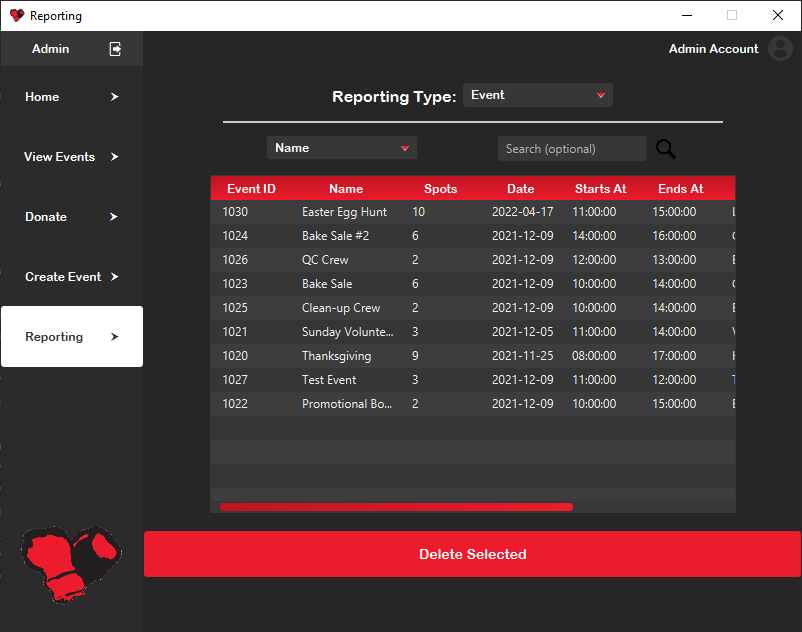 Reporting
Admin
Admin Account
Home
View Events
Donate
Create Event
Reporting
Reporting Type: Event
Name Search (optional)
Event ID Name Spots Date Starts At Ends At
1030 Easter Egg Hunt 10 2022-04-17 11:00:00 15:00:00
1024 Bake Sale #2 6 2021-12-09 14:00:00 16:00:00
1026 QC Crew 2 2021-12-09 12:00:00 13:00:00
1023 Bake Sale 6 2021-12-09 10:00:00 14:00:00
1025 Clean-up Crew 2 2021-12-09 10:00:00 14:00:00
1021 Sunday Volunte... 3 2021-12-05 11:00:00 14:00:00
1020 Thanksgiving 9 2021-11-25 08:00:00 17:00:00
1027 Test Event 3 2021-12-09 11:00:00 12:00:00
1022 Promotional Bo... 2 2021-12-09 10:00:00 15:00:00
Delete Selected